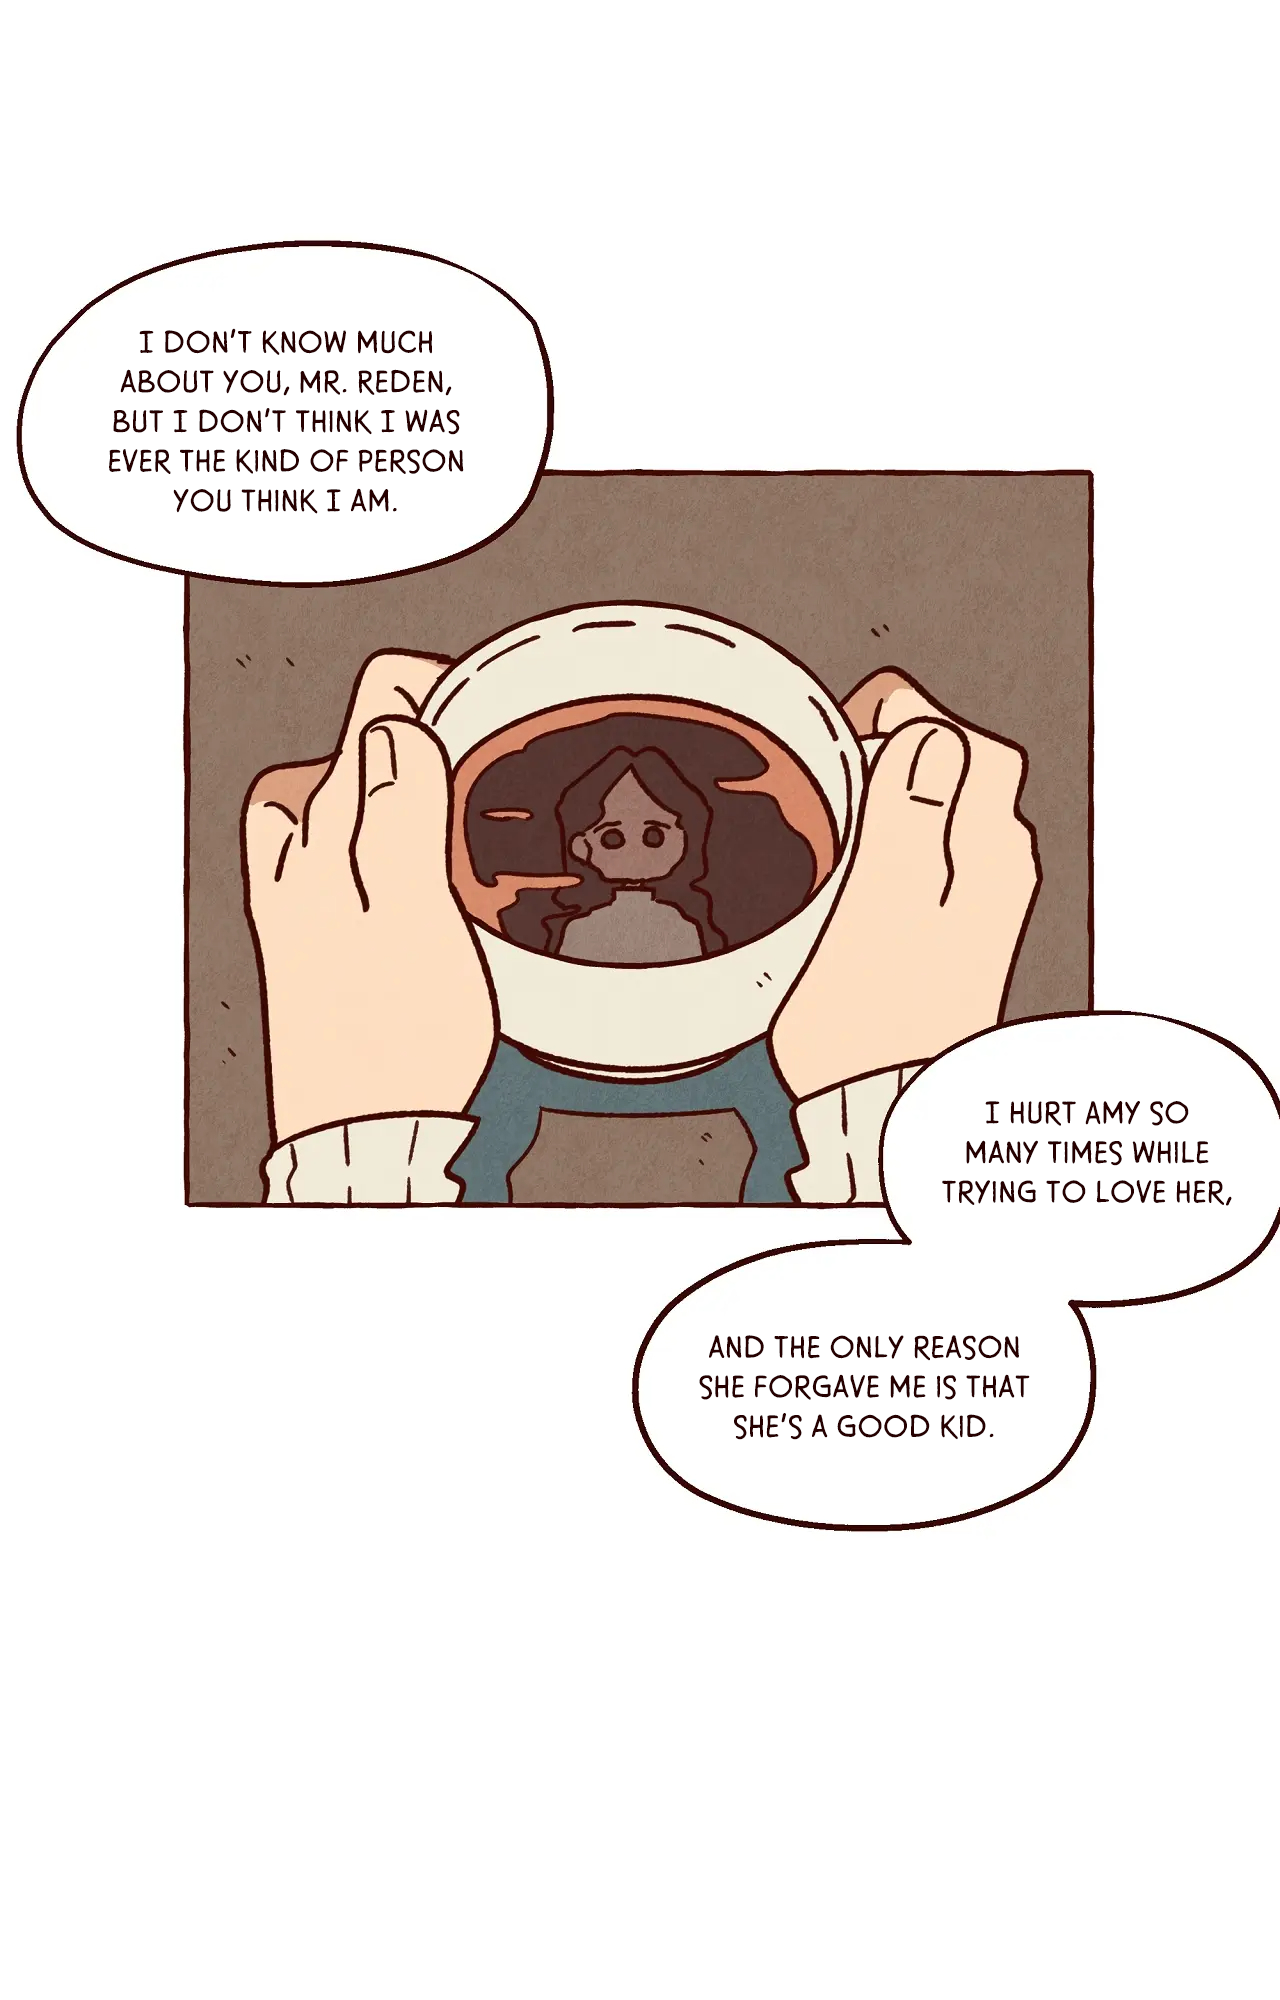 I DON'T KNOW MUCH
ABOUT YOU, MR. REDEN,
BUT I DON'T THINK I WAS
EVER THE KIND OF PERSON
YOU THINK I AM.
I HURT AMY SO
MANY TIMES WHILE
TRYING TO LOVE HER,
AND THE ONLY REASON
SHE FORGAVE ME IS THAT
SHE'S A GOOD KID.